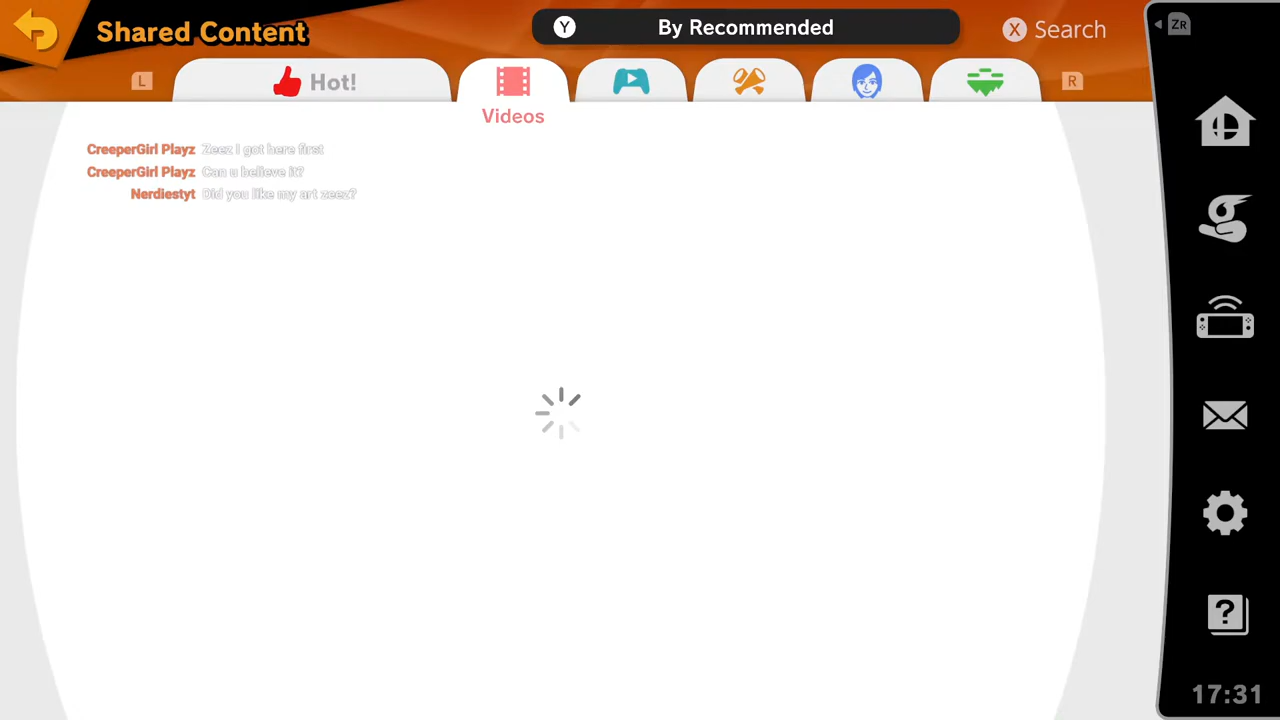 Shared Content
Y By Recommended
X Search
ZR
L
Hot!
R
Videos
CreeperGirl Playz Zeez I got here first
CreeperGirl Playz Can u believe it?
Nerdiestyt Did you like my art zeez?
?
17:31